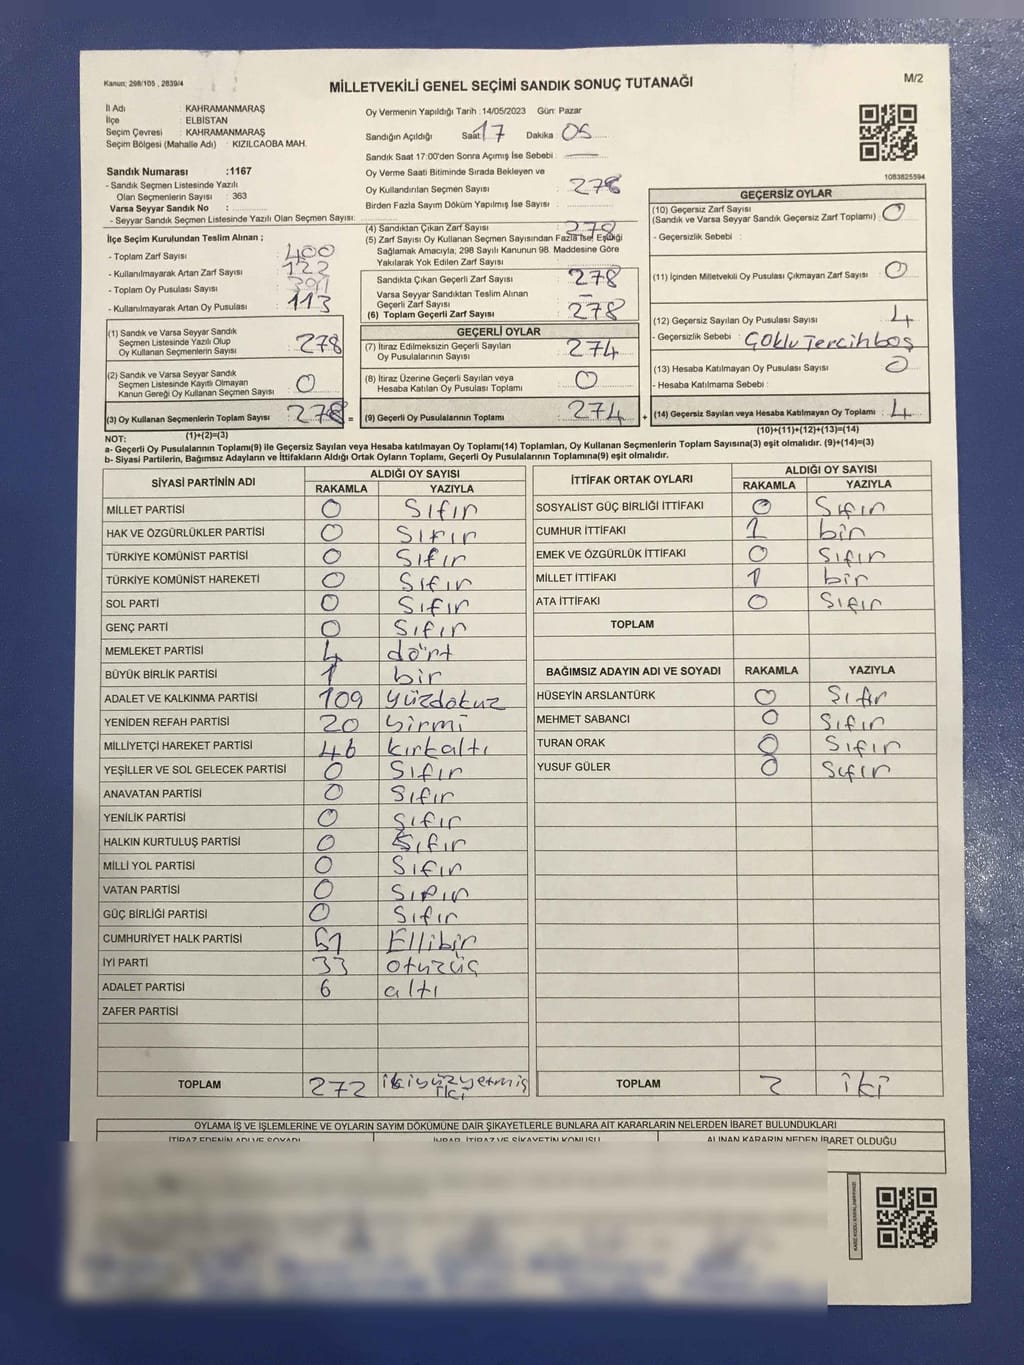 Kanun: 298/105 , 2839/4
MİLLETVEKİLİ GENEL SEÇİMİ SANDIK SONUÇ TUTANAĞI
M/2
İl Adı : KAHRAMANMARAŞ
İlçe : ELBİSTAN
Seçim Çevresi : KAHRAMANMARAŞ
Seçim Bölgesi (Mahalle Adı) : KIZILCAOBA MAH.
Oy Vermenin Yapıldığı Tarih :14/05/2023 Gün: Pazar
Sandığın Açıldığı Saat 17 Dakika : 05
Sandık Saat 17:00'den Sonra Açımış İse Sebebi :
Sandık Numarası :1167
- Sandık Seçmen Listesinde Yazılı
Olan Seçmenlerin Sayısı : 363
Varsa Seyyar Sandık No :
- Seyyar Sandık Seçmen Listesinde Yazılı Olan Seçmen Sayısı:
Oy Verme Saati Bitiminde Sırada Bekleyen ve
Oy Kullandırılan Seçmen Sayısı : 278
Birden Fazla Sayım Döküm Yapılmış İse Sayısı :
1083825594
İlçe Seçim Kurulundan Teslim Alınan ;
- Toplam Zarf Sayısı : 400
- Kullanılmayarak Artan Zarf Sayısı : 122
- Toplam Oy Pusulası Sayısı :
- Kullanılmayarak Artan Oy Pusulası : 113
(4) Sandıktan Çıkan Zarf Sayısı : 278
(5) Zarf Sayısı Oy Kullanan Seçmen Sayısından Fazla İse, Eşitliği
Sağlamak Amacıyla, 298 Sayılı Kanunun 98. Maddesine Göre
Yakılarak Yok Edilen Zarf Sayısı :
Sandıkta Çıkan Geçerli Zarf Sayısı : 278
Varsa Seyyar Sandıktan Teslim Alınan
Geçerli Zarf Sayısı : –
(6) Toplam Geçerli Zarf Sayısı : 278
GEÇERSİZ OYLAR
(10) Geçersiz Zarf Sayısı
(Sandık ve Varsa Seyyar Sandık Geçersiz Zarf Toplamı) : 0
- Geçersizlik Sebebi :
(11) İçinden Milletvekili Oy Pusulası Çıkmayan Zarf Sayısı : 0
(12) Geçersiz Sayılan Oy Pusulası Sayısı : 4
- Geçersizlik Sebebi : Çoklu Tercih boş
(13) Hesaba Katılmayan Oy Pusulası Sayısı : 0
- Hesaba Katılmama Sebebi :
(14) Geçersiz Sayılan veya Hesaba Katılmayan Oy Toplamı : 4
(10)+(11)+(12)+(13)=(14)
(1) Sandık ve Varsa Seyyar Sandık
Seçmen Listesinde Yazılı Olup
Oy Kullanan Seçmenlerin Sayısı : 278
(2) Sandık ve Varsa Seyyar Sandık
Seçmen Listesinde Kayıtlı Olmayan
Kanun Gereği Oy Kullanan Seçmen Sayısı : 0
(3) Oy Kullanan Seçmenlerin Toplam Sayısı : 278 =
(1)+(2)=(3)
GEÇERLİ OYLAR
(7) İtiraz Edilmeksizin Geçerli Sayılan
Oy Pusulalarının Sayısı : 274
(8) İtiraz Üzerine Geçerli Sayılan veya
Hesaba Katılan Oy Pusulası Toplamı : 0
(9) Geçerli Oy Pusulalarının Toplamı : 274 +
NOT:
a- Geçerli Oy Pusulalarının Toplamı(9) ile Geçersiz Sayılan veya Hesaba katılmayan Oy Toplamı(14) Toplamları, Oy Kullanan Seçmenlerin Toplam Sayısına(3) eşit olmalıdır. (9)+(14)=(3)
b- Siyasi Partilerin, Bağımsız Adayların ve İttifakların Aldığı Ortak Oyların Toplamı, Geçerli Oy Pusulalarının Toplamına(9) eşit olmalıdır.
SİYASİ PARTİNİN ADI ALDIĞI OY SAYISI
RAKAMLA YAZIYLA
MİLLET PARTİSİ 0 Sıfır
HAK VE ÖZGÜRLÜKLER PARTİSİ 0 Sıfır
TÜRKİYE KOMÜNİST PARTİSİ 0 Sıfır
TÜRKİYE KOMÜNİST HAREKETİ 0 Sıfır
SOL PARTİ 0 Sıfır
GENÇ PARTİ 0 Sıfır
MEMLEKET PARTİSİ 4 dört
BÜYÜK BİRLİK PARTİSİ 1 bir
ADALET VE KALKINMA PARTİSİ 109 yüzdokuz
YENİDEN REFAH PARTİSİ 20 yirmi
MİLLİYETÇİ HAREKET PARTİSİ 46 kırkaltı
YEŞİLLER VE SOL GELECEK PARTİSİ 0 Sıfır
ANAVATAN PARTİSİ 0 Sıfır
YENİLİK PARTİSİ 0 Sıfır
HALKIN KURTULUŞ PARTİSİ 0 Sıfır
MİLLİ YOL PARTİSİ 0 Sıfır
VATAN PARTİSİ 0 Sıfır
GÜÇ BİRLİĞİ PARTİSİ 0 Sıfır
CUMHURİYET HALK PARTİSİ 51 Ellibir
İYİ PARTİ 33 otuzüç
ADALET PARTİSİ 6 altı
ZAFER PARTİSİ
TOPLAM 272 ikiyüzyetmiş
iki
İTTİFAK ORTAK OYLARI ALDIĞI OY SAYISI
RAKAMLA YAZIYLA
SOSYALİST GÜÇ BİRLİĞİ İTTİFAKI 0 Sıfır
CUMHUR İTTİFAKI 1 bir
EMEK VE ÖZGÜRLÜK İTTİFAKI 0 Sıfır
MİLLET İTTİFAKI 1 bir
ATA İTTİFAKI 0 Sıfır
TOPLAM
BAĞIMSIZ ADAYIN ADI VE SOYADI RAKAMLA YAZIYLA
HÜSEYİN ARSLANTÜRK 0 Sıfır
MEHMET SABANCI 0 Sıfır
TURAN ORAK 0 Sıfır
YUSUF GÜLER 0 Sıfır
TOPLAM 2 iki
OYLAMA İŞ VE İŞLEMLERİNE VE OYLARIN SAYIM DÖKÜMÜNE DAİR ŞİKAYETLERLE BUNLARA AİT KARARLARIN NELERDEN İBARET BULUNDUKLARI
İTİRAZ EDENİN ADI VE SOYADI İHBAR, İTİRAZ VE ŞİKAYETİN KONUSU ALINAN KARARIN NEDEN İBARET OLDUĞU